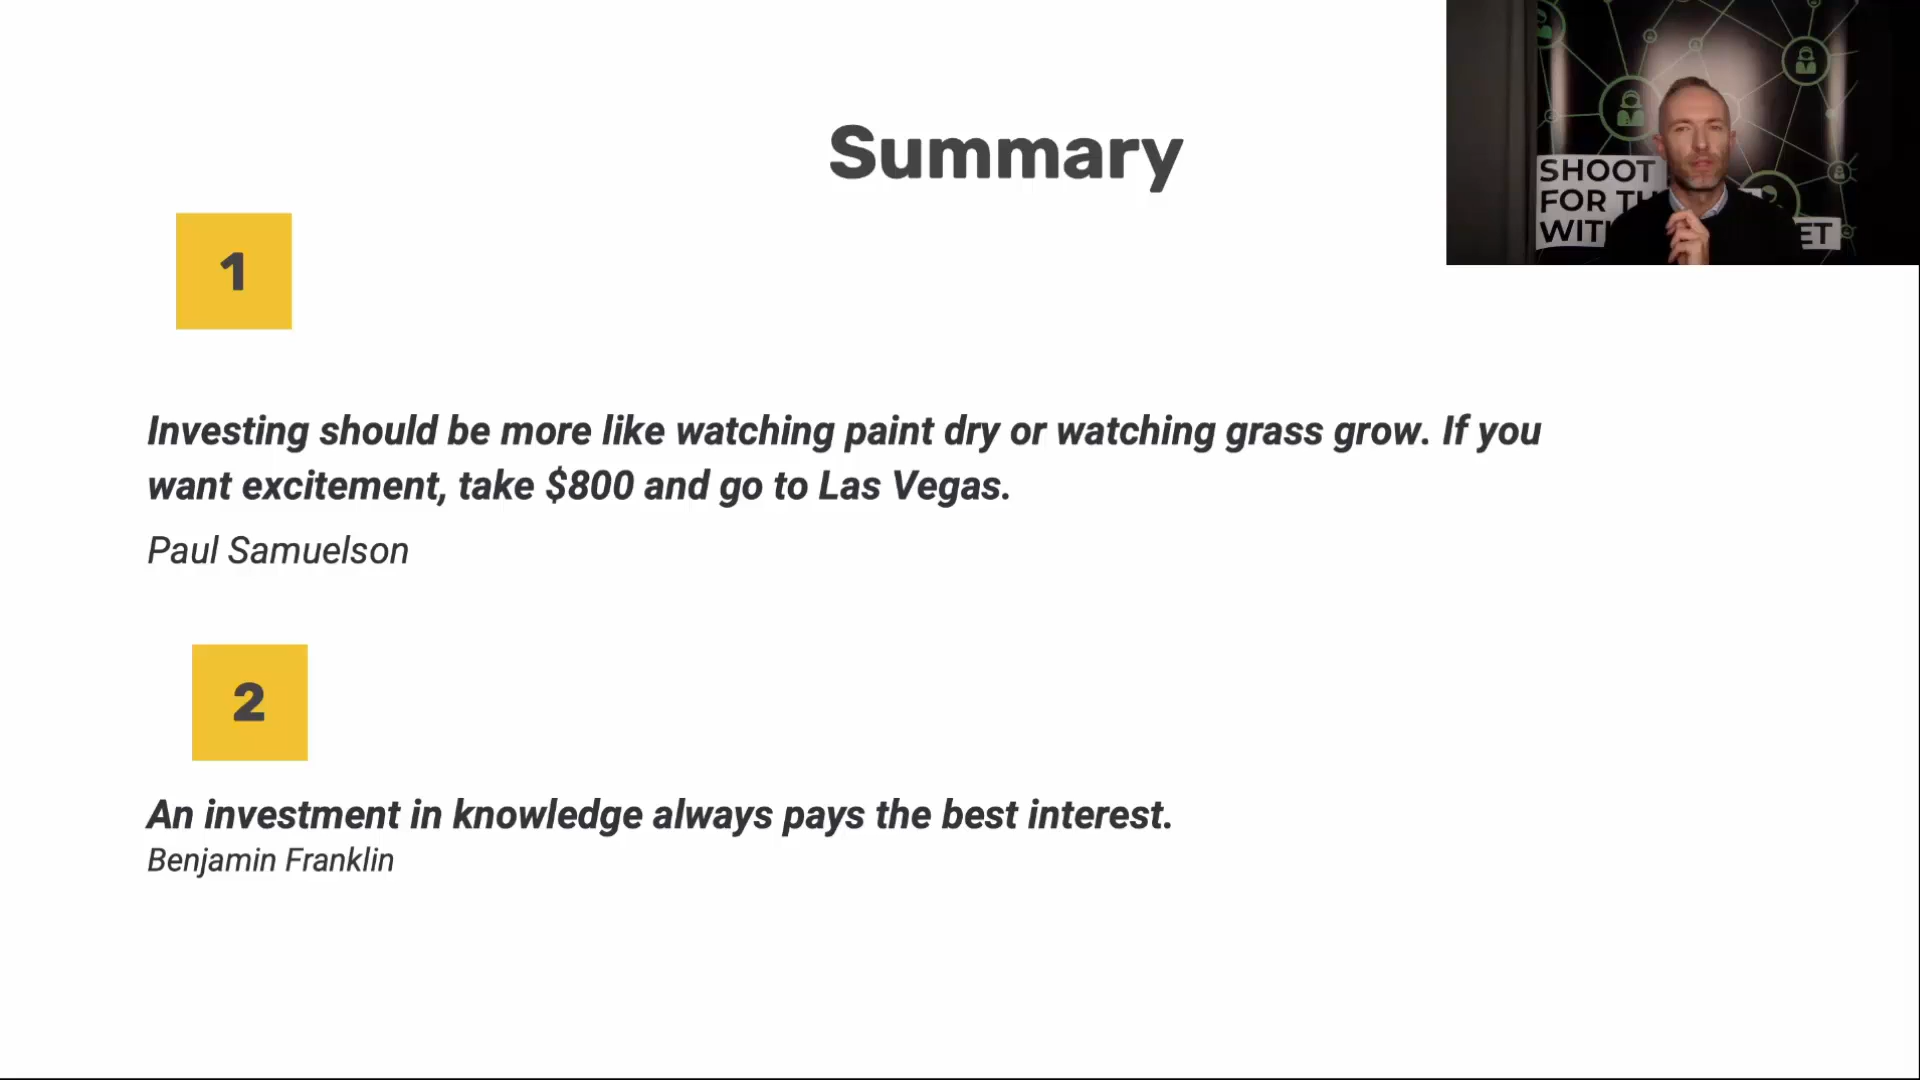 Summary
1
Investing should be more like watching paint dry or watching grass grow. If you
want excitement, take $800 and go to Las Vegas.
Paul Samuelson
2
An investment in knowledge always pays the best interest.
Benjamin Franklin
SHOOT
FOR